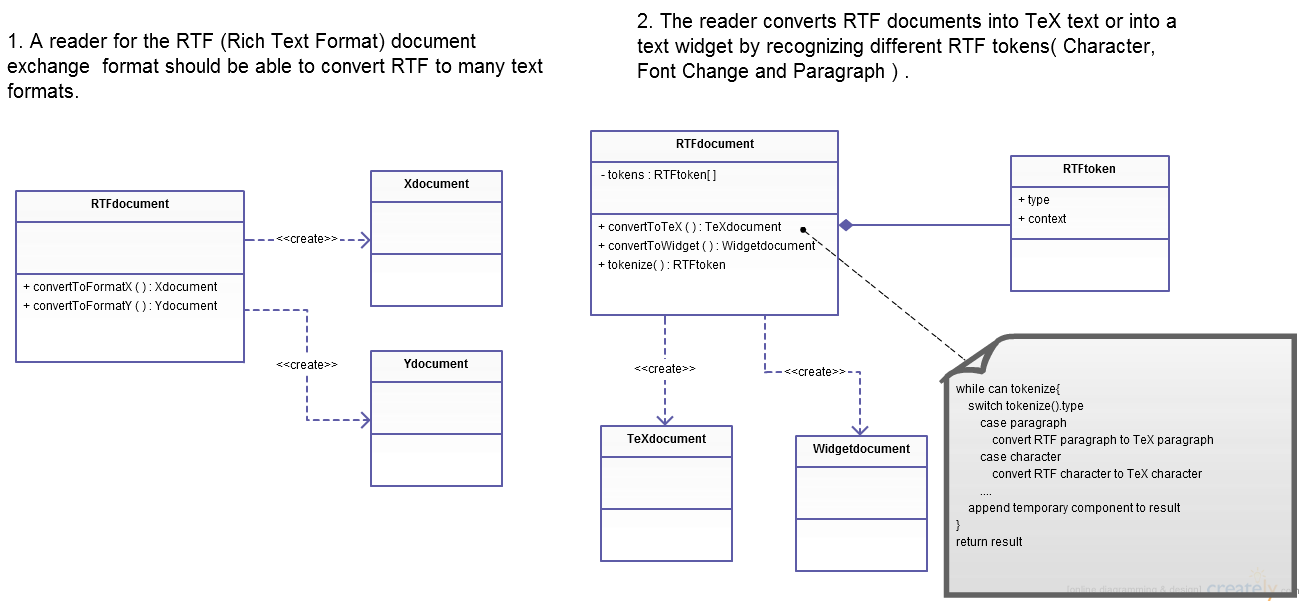 1. A reader for the RTF (Rich Text Format) document
exchange format should be able to convert RTF to many text
formats.
RTFdocument
+ convertToFormatX ( ) : Xdocument
+ convertToFormatY ( ) : Ydocument
<<create>>
<<create>>
Xdocument
Ydocument
2. The reader converts RTF documents into TeX text or into a
text widget by recognizing different RTF tokens( Character,
Font Change and Paragraph ) .
RTFdocument
- tokens : RTFtoken[ ]
+ convertToTeX ( ) : TeXdocument
+ convertToWidget ( ) : Widgetdocument
+ tokenize( ) : RTFtoken
RTFtoken
+ type
+ context
<<create>>
<<create>>
TeXdocument
Widgetdocument
while can tokenize{
switch tokenize().type
case paragraph
convert RTF paragraph to TeX paragraph
case character
convert RTF character to TeX character
....
append temporary component to result
}
return result
[online diagramming & design] creately.com